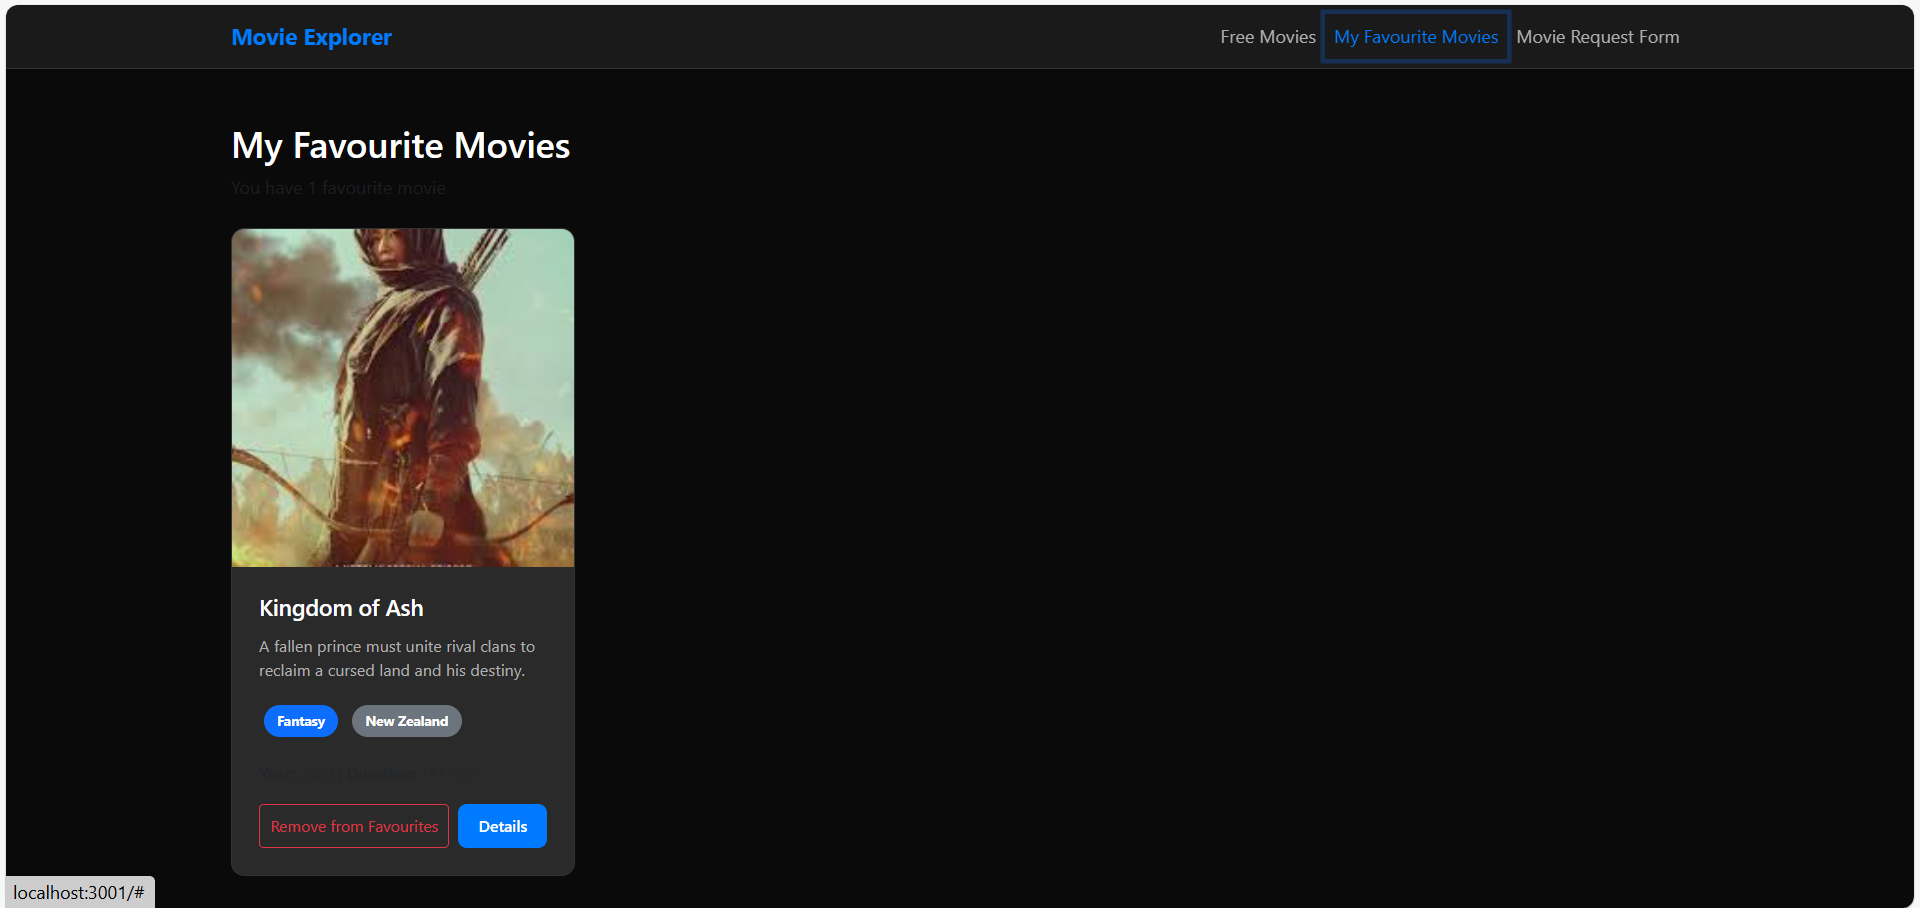 Movie Explorer
Free Movies My Favourite Movies Movie Request Form
My Favourite Movies
You have 1 favourite movie
Kingdom of Ash
A fallen prince must unite rival clans to
reclaim a cursed land and his destiny.
Fantasy New Zealand
Year: Duration:
Remove from Favourites Details
localhost:3001/#